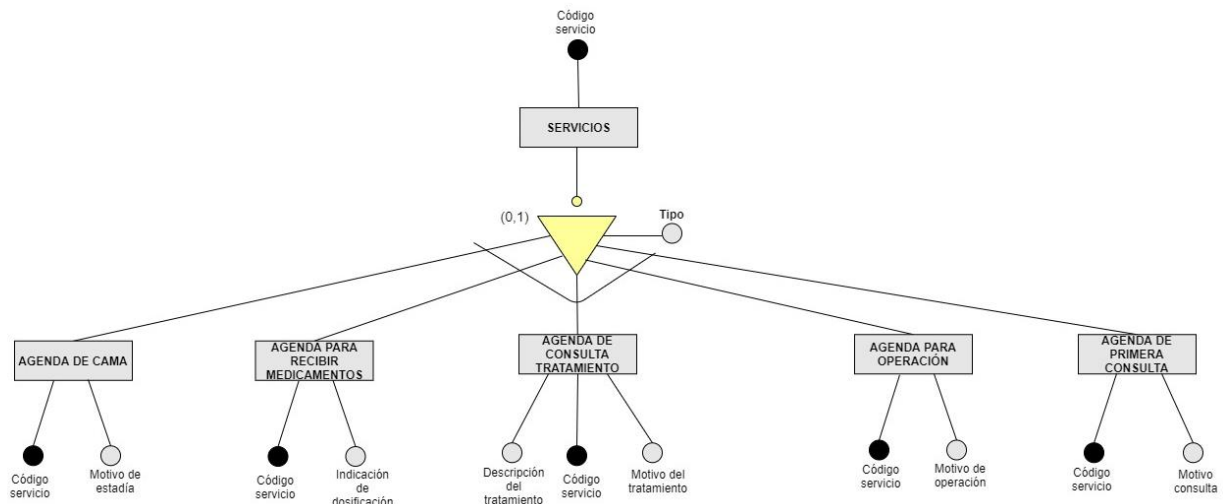 Código
servicio
SERVICIOS
(0,1)
Tipo
AGENDA DE CAMA
AGENDA PARA
RECIBIR
MEDICAMENTOS
AGENDA DE
CONSULTA
TRATAMIENTO
AGENDA PARA
OPERACIÓN
AGENDA DE
PRIMERA
CONSULTA
Código
servicio
Motivo de
estadía
Código
servicio
Indicación
de
dosificación
Descripción
del
tratamiento
Código
servicio
Motivo del
tratamiento
Código
servicio
Motivo de
operación
Código
servicio
Motivo
consulta